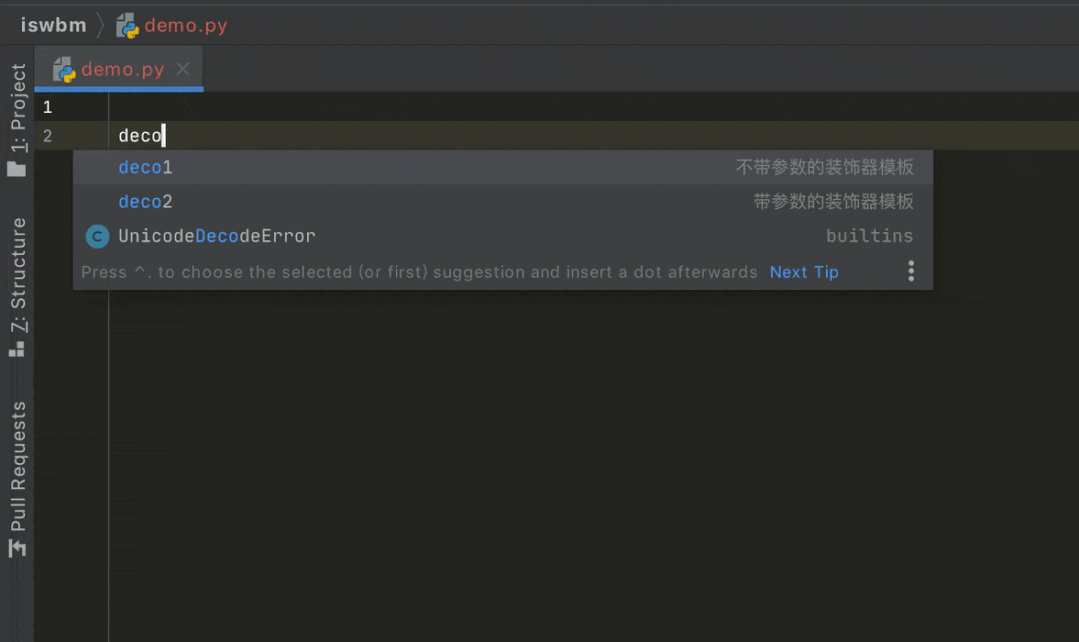 iswbm 〉 demo.py
demo.py
1: Project
Z: Structure
Pull Requests
1
2 deco
deco1 不带参数的装饰器模板
deco2 带参数的装饰器模板
C UnicodeDecodeError builtins
Press ^. to choose the selected (or first) suggestion and insert a dot afterwards Next Tip